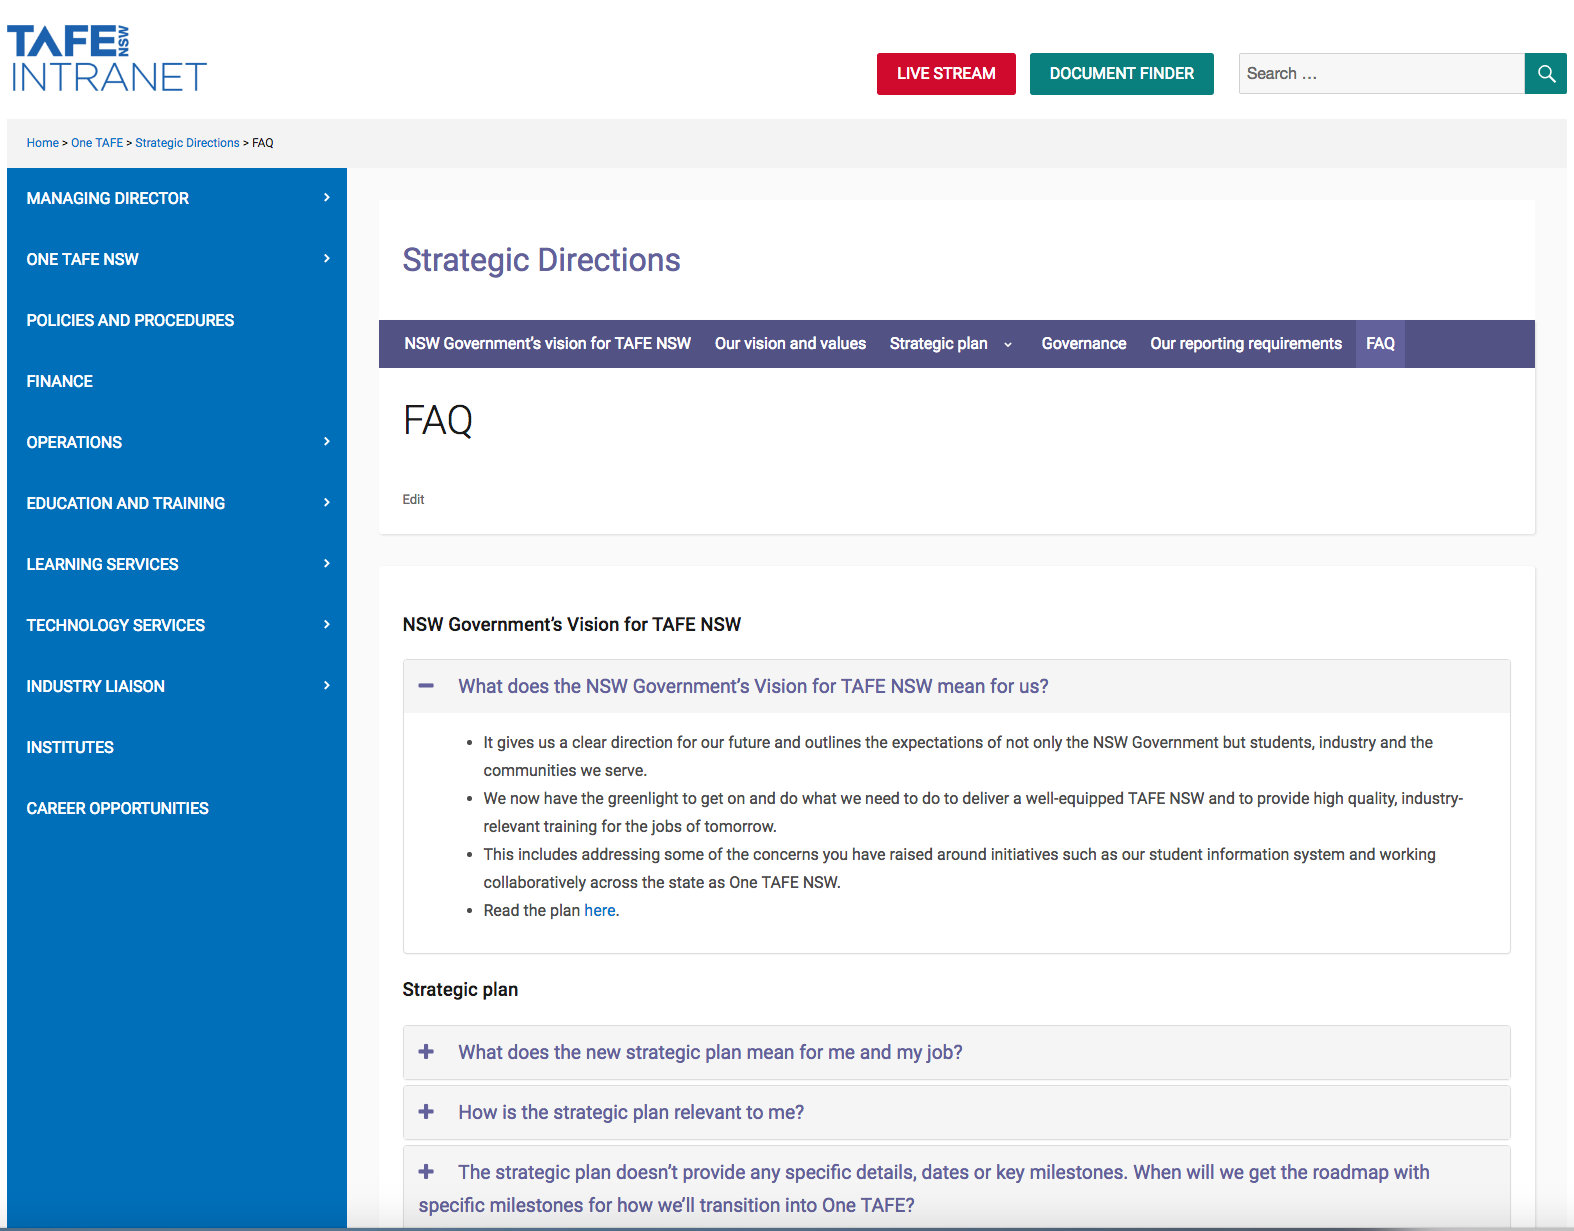 TAFE NSW
INTRANET
LIVE STREAM
DOCUMENT FINDER
Search ...
Home > One TAFE > Strategic Directions > FAQ
MANAGING DIRECTOR
ONE TAFE NSW
POLICIES AND PROCEDURES
FINANCE
OPERATIONS
EDUCATION AND TRAINING
LEARNING SERVICES
TECHNOLOGY SERVICES
INDUSTRY LIAISON
INSTITUTES
CAREER OPPORTUNITIES
Strategic Directions
NSW Government’s vision for TAFE NSW Our vision and values Strategic plan Governance Our reporting requirements FAQ
FAQ
Edit
NSW Government’s Vision for TAFE NSW
What does the NSW Government’s Vision for TAFE NSW mean for us?
• It gives us a clear direction for our future and outlines the expectations of not only the NSW Government but students, industry and the
communities we serve.
• We now have the greenlight to get on and do what we need to do to deliver a well-equipped TAFE NSW and to provide high quality, industry-
relevant training for the jobs of tomorrow.
• This includes addressing some of the concerns you have raised around initiatives such as our student information system and working
collaboratively across the state as One TAFE NSW.
• Read the plan here.
Strategic plan
What does the new strategic plan mean for me and my job?
How is the strategic plan relevant to me?
The strategic plan doesn’t provide any specific details, dates or key milestones. When will we get the roadmap with
specific milestones for how we’ll transition into One TAFE?